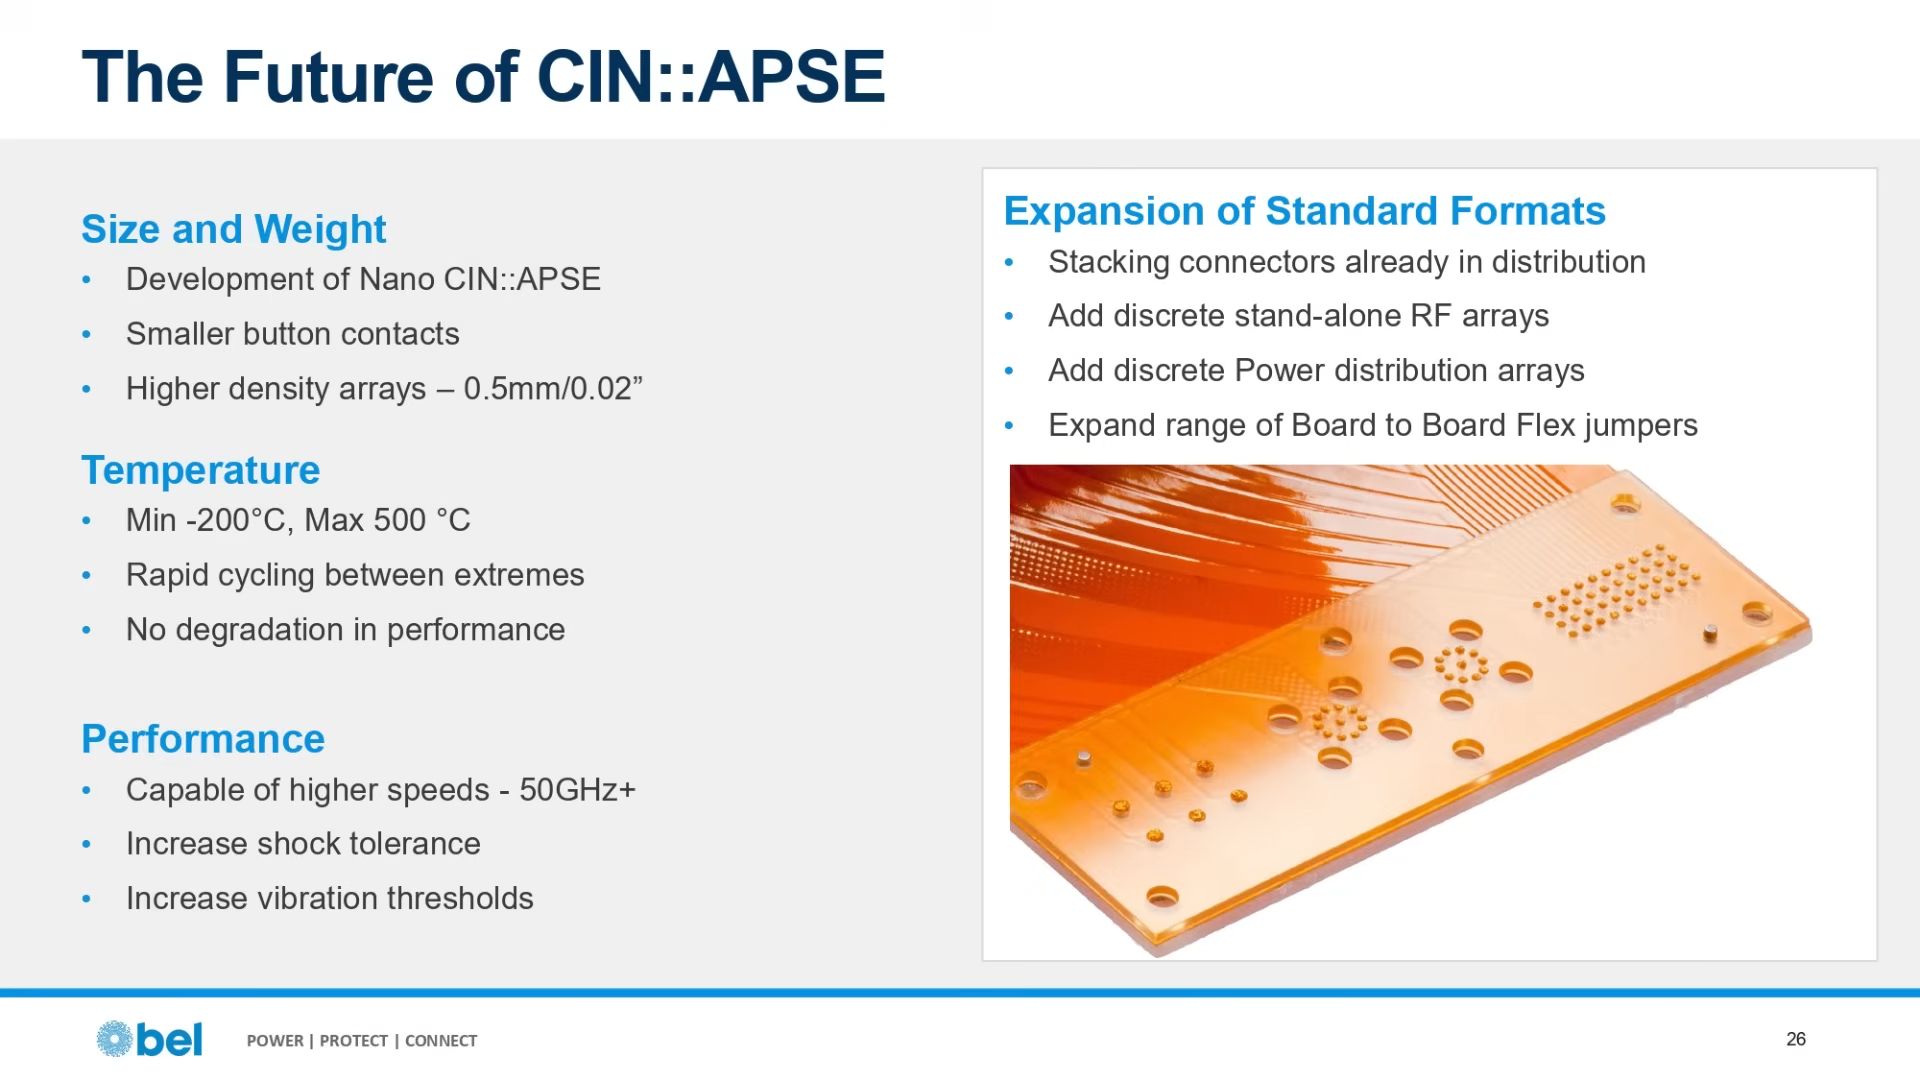 The Future of CIN::APSE
Size and Weight
• Development of Nano CIN::APSE
• Smaller button contacts
• Higher density arrays – 0.5mm/0.02”
Temperature
• Min -200°C, Max 500 °C
• Rapid cycling between extremes
• No degradation in performance
Performance
• Capable of higher speeds - 50GHz+
• Increase shock tolerance
• Increase vibration thresholds
Expansion of Standard Formats
• Stacking connectors already in distribution
• Add discrete stand-alone RF arrays
• Add discrete Power distribution arrays
• Expand range of Board to Board Flex jumpers
bel
POWER | PROTECT | CONNECT
26